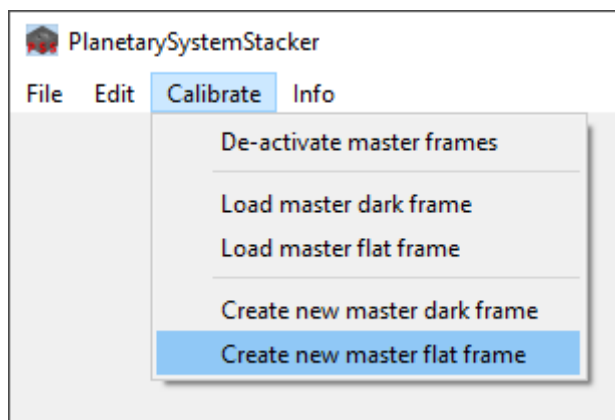 PlanetarySystemStacker
File Edit Calibrate Info
De-activate master frames
Load master dark frame
Load master flat frame
Create new master dark frame
Create new master flat frame